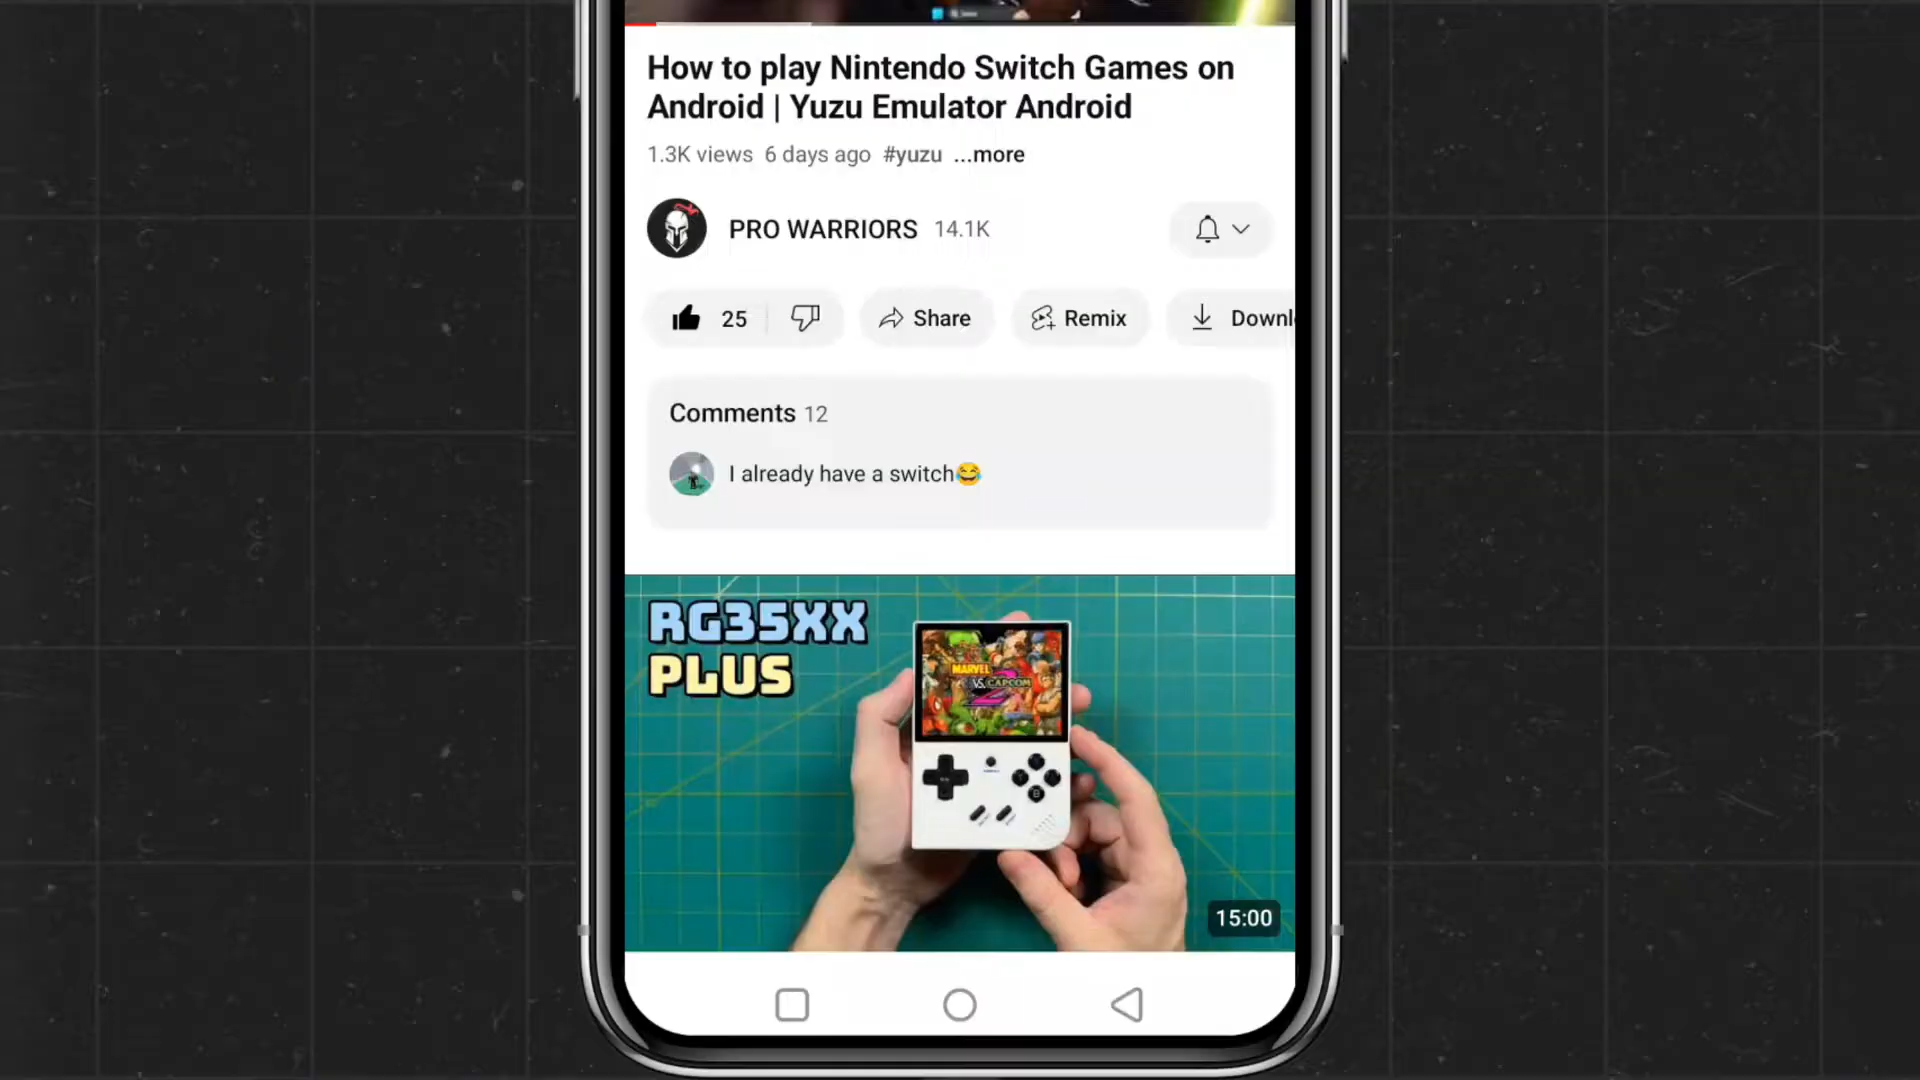 How to play Nintendo Switch Games on
Android | Yuzu Emulator Android
1.3K views 6 days ago #yuzu ...more
PRO WARRIORS 14.1K
25 Share Remix Downl
Comments 12
I already have a switch😂
RG35XX
PLUS
MARVEL
VS. CAPCOM
2
15:00